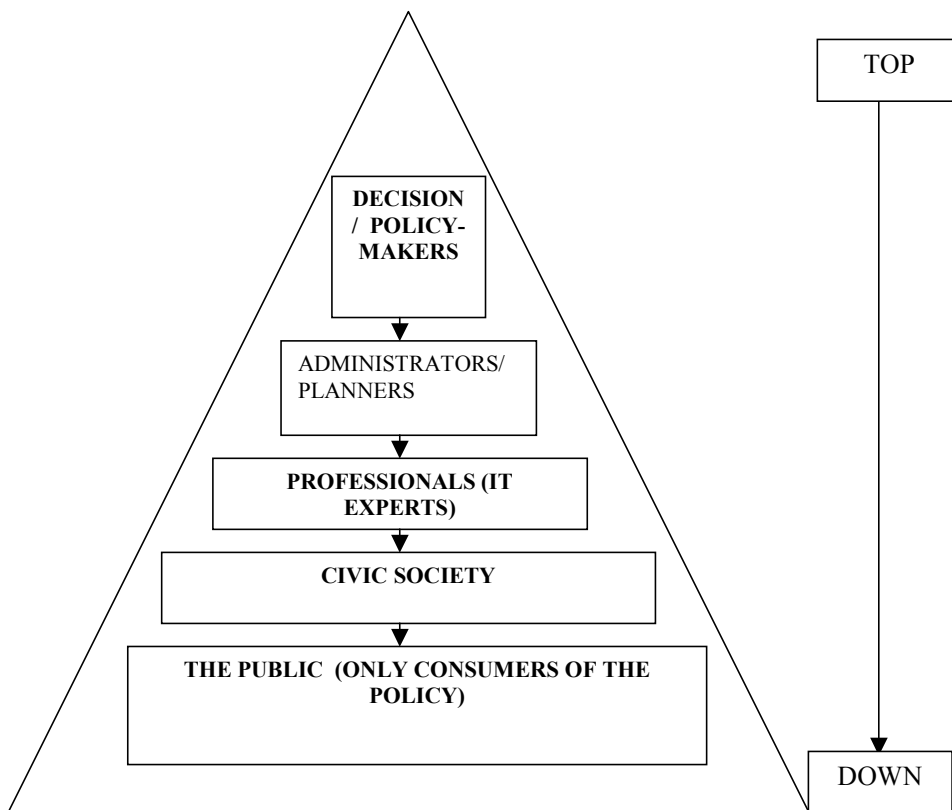 TOP
DECISION
/ POLICY-
MAKERS
ADMINISTRATORS/
PLANNERS
PROFESSIONALS (IT
EXPERTS)
CIVIC SOCIETY
THE PUBLIC (ONLY CONSUMERS OF THE
POLICY)
DOWN